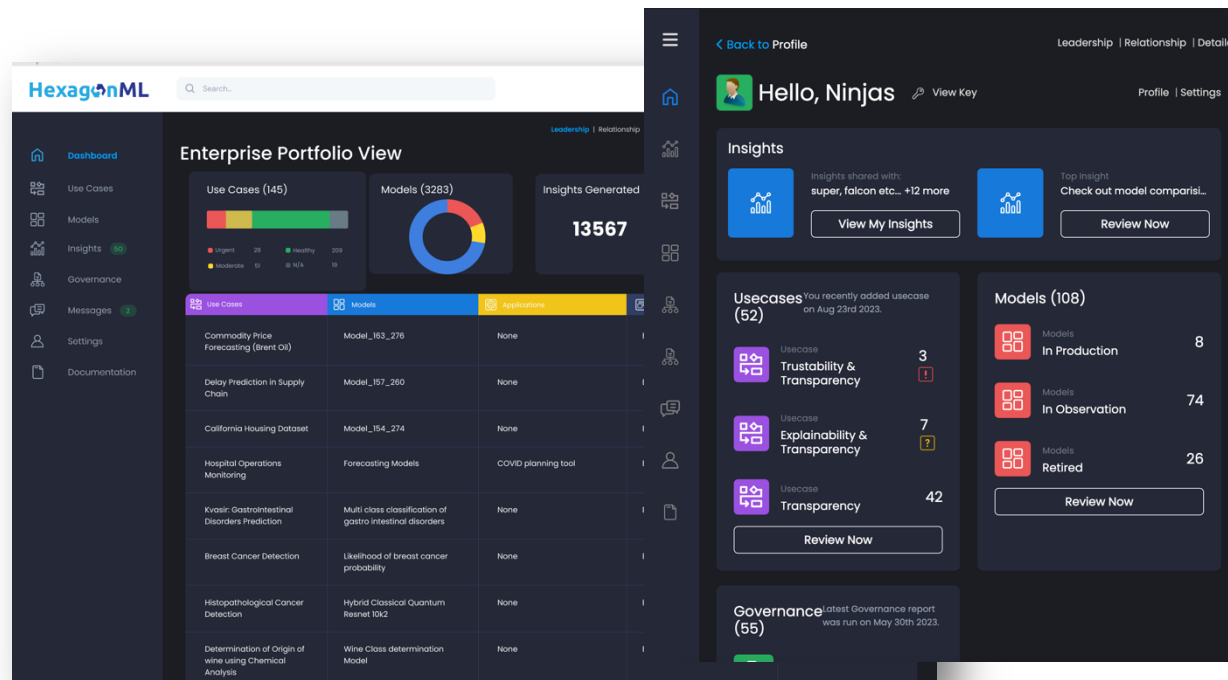 HexagonML
Search..
Leadership | Relationship
Dashboard
Use Cases
Models
Insights 50
Governance
Messages 2
Settings
Documentation
Enterprise Portfolio View
Use Cases (145)
Urgent 28
Healthy 209
Moderate 51
N/A 19
Models (3283)
Insights Generated
13567
Use Cases
Models
Applications
Commodity Price
Forecasting (Brent Oil)
Model_163_276
None
Delay Prediction in Supply
Chain
Model_157_260
None
California Housing Dataset
Model_154_274
None
Hospital Operations
Monitoring
Forecasting Models
COVID planning tool
Kvasir: GastroIntestinal
Disorders Prediction
Multi class classification of
gastro intestinal disorders
None
Breast Cancer Detection
Likelihood of breast cancer
probability
None
Histopathological Cancer
Detection
Hybrid Classical Quantum
Resnet 10k2
None
Determination of Origin of
wine using Chemical
Analysis
Wine Class determination
Model
None
Back to Profile
Leadership | Relationship | Detail
Hello, Ninjas
View Key
Profile | Settings
Insights
Insights shared with:
super, falcon etc... +12 more
View My Insights
Top Insight
Check out model comparisi...
Review Now
Usecases
(52)
You recently added usecase
on Aug 23rd 2023.
Usecase
Trustability &
Transparency
3
!
Usecase
Explainability &
Transparency
7
?
Usecase
Transparency
42
Review Now
Models (108)
Models
In Production
8
Models
In Observation
74
Models
Retired
26
Review Now
Governance
(55)
Latest Governance report
was run on May 30th 2023.